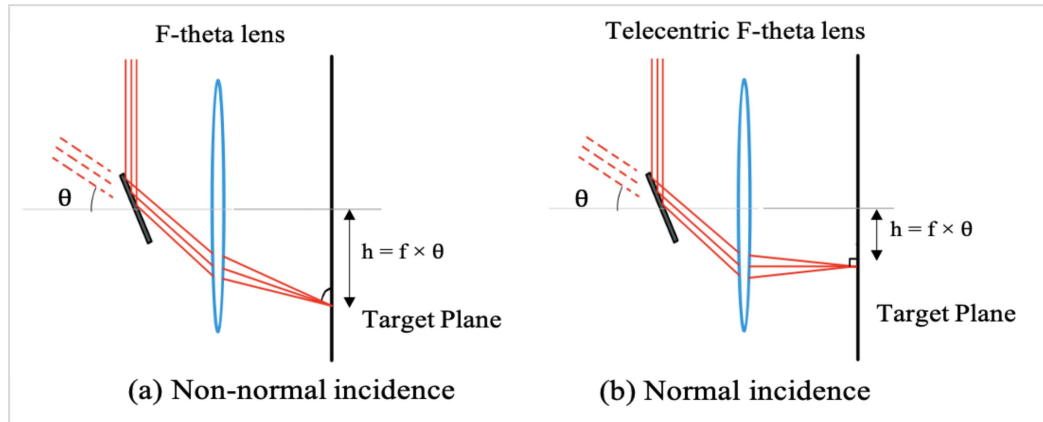 F-theta lens
θ
h = f × θ
Target Plane
(a) Non-normal incidence
Telecentric F-theta lens
θ
h = f × θ
Target Plane
(b) Normal incidence